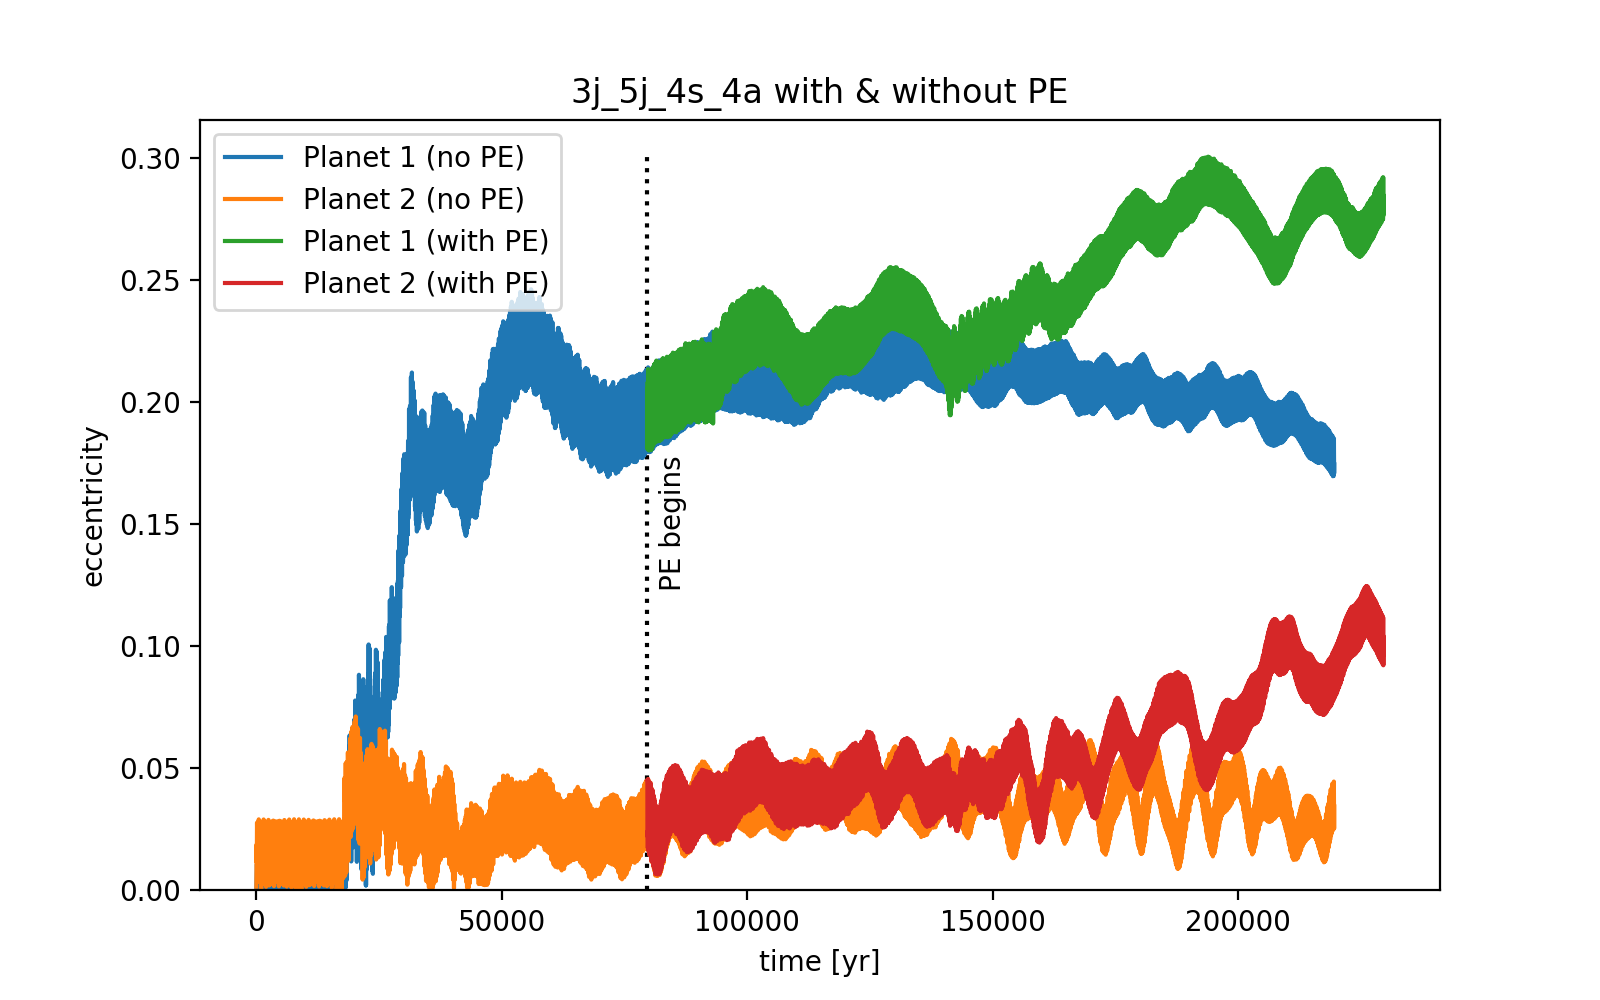 3j_5j_4s_4a with & without PE
Planet 1 (no PE)
Planet 2 (no PE)
Planet 1 (with PE)
Planet 2 (with PE)
0.30
0.25
0.20
0.15
0.10
0.05
0.00
eccentricity
PE begins
0
50000
100000
150000
200000
time [yr]